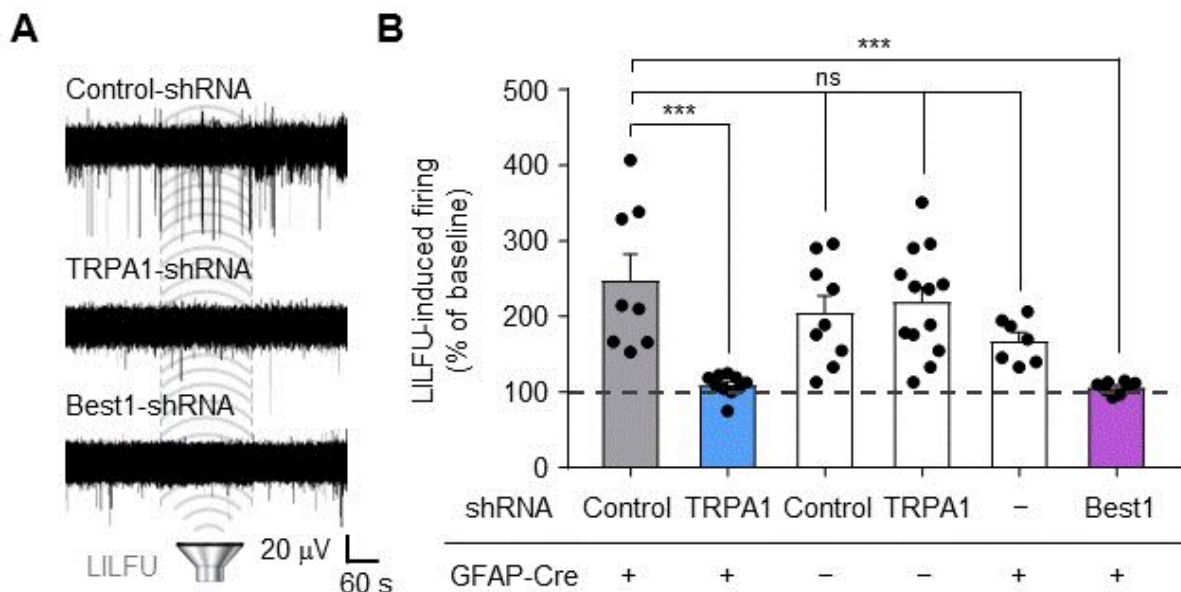 A
Control-shRNA
TRPA1-shRNA
Best1-shRNA
LILFU
20 μV
60 s
B
***
ns
***
LILFU-induced firing
(% of baseline)
500
400
300
200
100
0
shRNA Control TRPA1 Control TRPA1 – Best1
GFAP-Cre + + – – + +